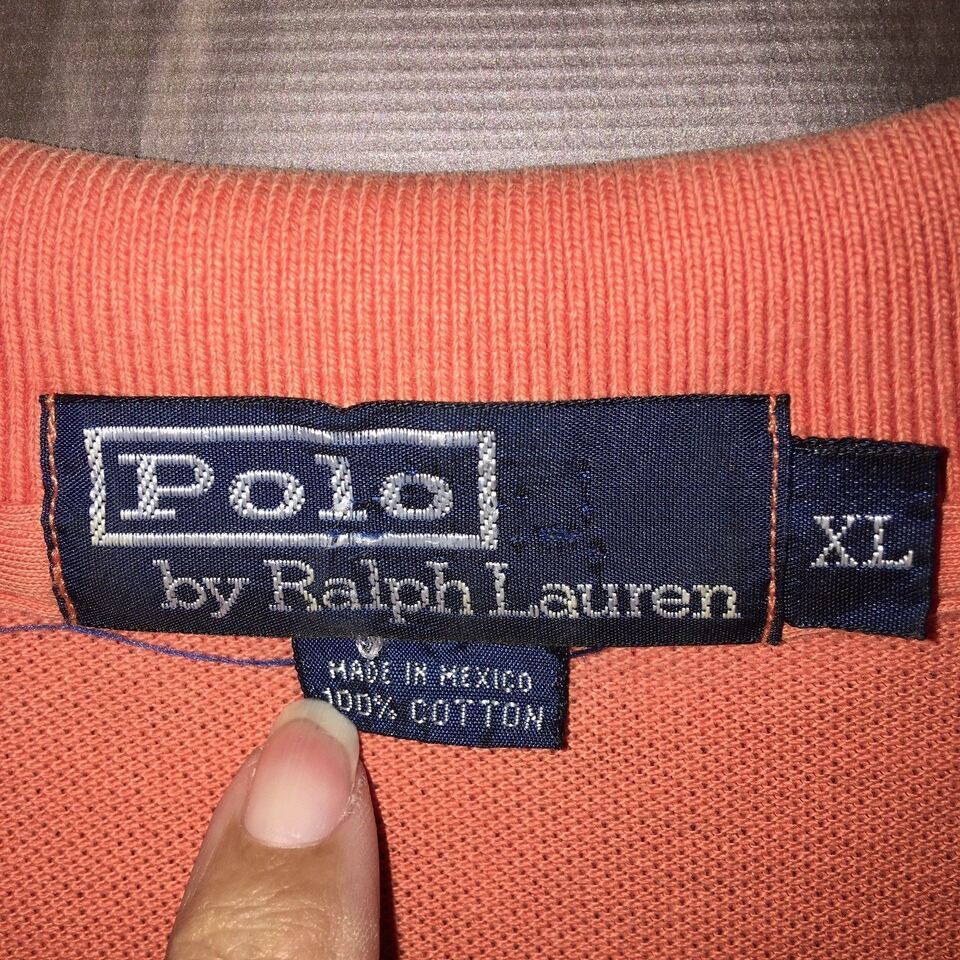 Polo
by Ralph Lauren
XL
MADE IN MEXICO
100% COTTON